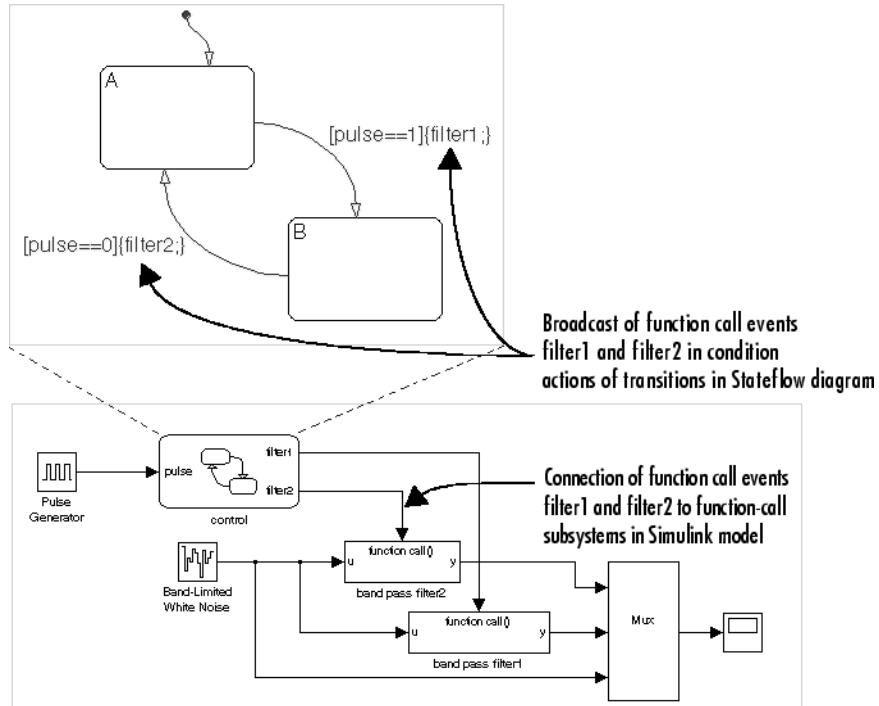 A
[pulse==1]{filter1;}
B
[pulse==0]{filter2;}
Broadcast of function call events
filter1 and filter2 in condition
actions of transitions in Stateflow diagram
pulse
filter1
filter2
Pulse
Generator
control
Connection of function call events
filter1 and filter2 to function-call
subsystems in Simulink model
function call()
u
y
band pass filter2
Band-Limited
White Noise
function call()
u
y
band pass filter1
Mux